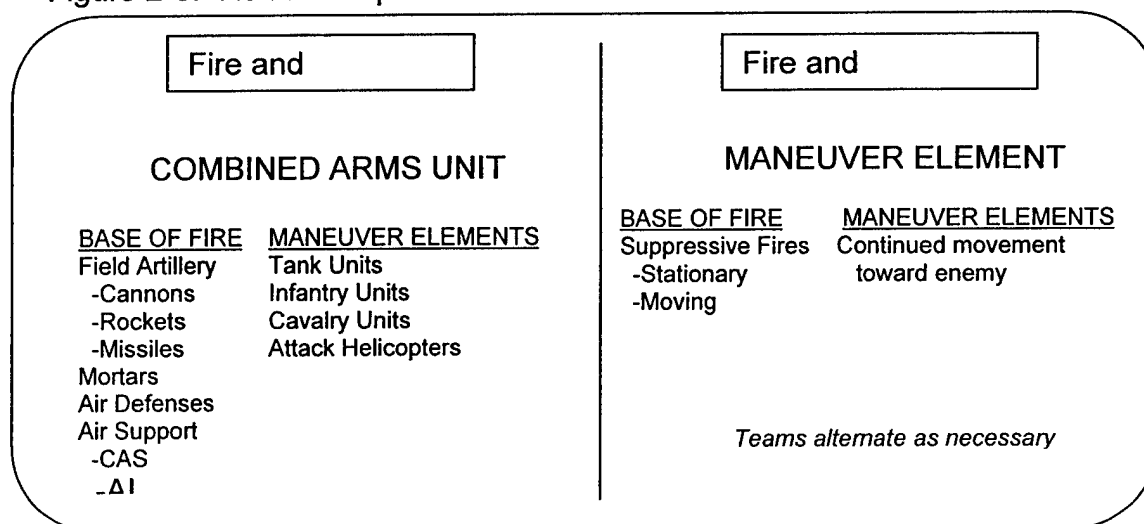 Fire and
COMBINED ARMS UNIT
BASE OF FIRE MANEUVER ELEMENTS
Field Artillery Tank Units
-Cannons Infantry Units
-Rockets Cavalry Units
-Missiles Attack Helicopters
Mortars
Air Defenses
Air Support
-CAS
Fire and
MANEUVER ELEMENT
BASE OF FIRE MANEUVER ELEMENTS
Suppressive Fires Continued movement
-Stationary toward enemy
-Moving
Teams alternate as necessary